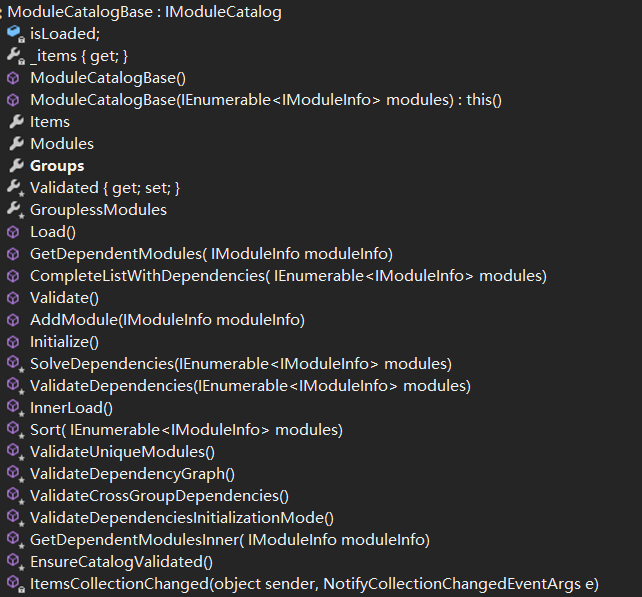 ModuleCatalogBase : IModuleCatalog
isLoaded;
_items { get; }
ModuleCatalogBase()
ModuleCatalogBase(IEnumerable<IModuleInfo> modules) : this()
Items
Modules
Groups
Validated { get; set; }
GrouplessModules
Load()
GetDependentModules( IModuleInfo moduleInfo)
CompleteListWithDependencies( IEnumerable<IModuleInfo> modules)
Validate()
AddModule(IModuleInfo moduleInfo)
Initialize()
SolveDependencies(IEnumerable<IModuleInfo> modules)
ValidateDependencies(IEnumerable<IModuleInfo> modules)
InnerLoad()
Sort( IEnumerable<IModuleInfo> modules)
ValidateUniqueModules()
ValidateDependencyGraph()
ValidateCrossGroupDependencies()
ValidateDependenciesInitializationMode()
GetDependentModulesInner( IModuleInfo moduleInfo)
EnsureCatalogValidated()
ItemsCollectionChanged(object sender, NotifyCollectionChangedEventArgs e)